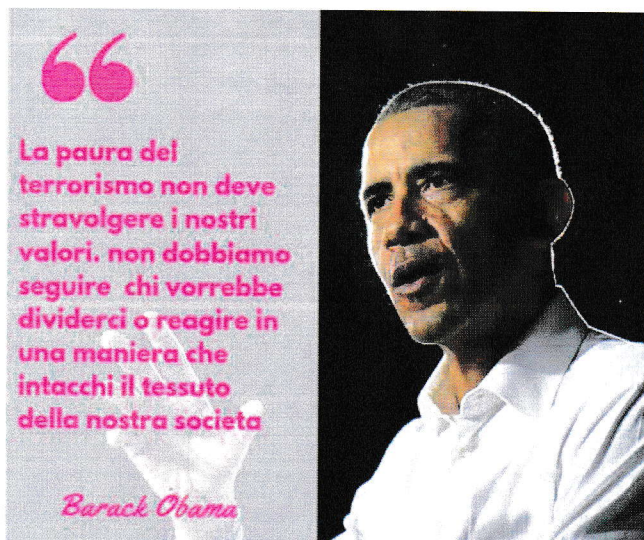 “
La paura del
terrorismo non deve
stravolgere i nostri
valori. non dobbiamo
seguire chi vorrebbe
dividerci o reagire in
una maniera che
intacchi il tessuto
della nostra societa
Barack Obama